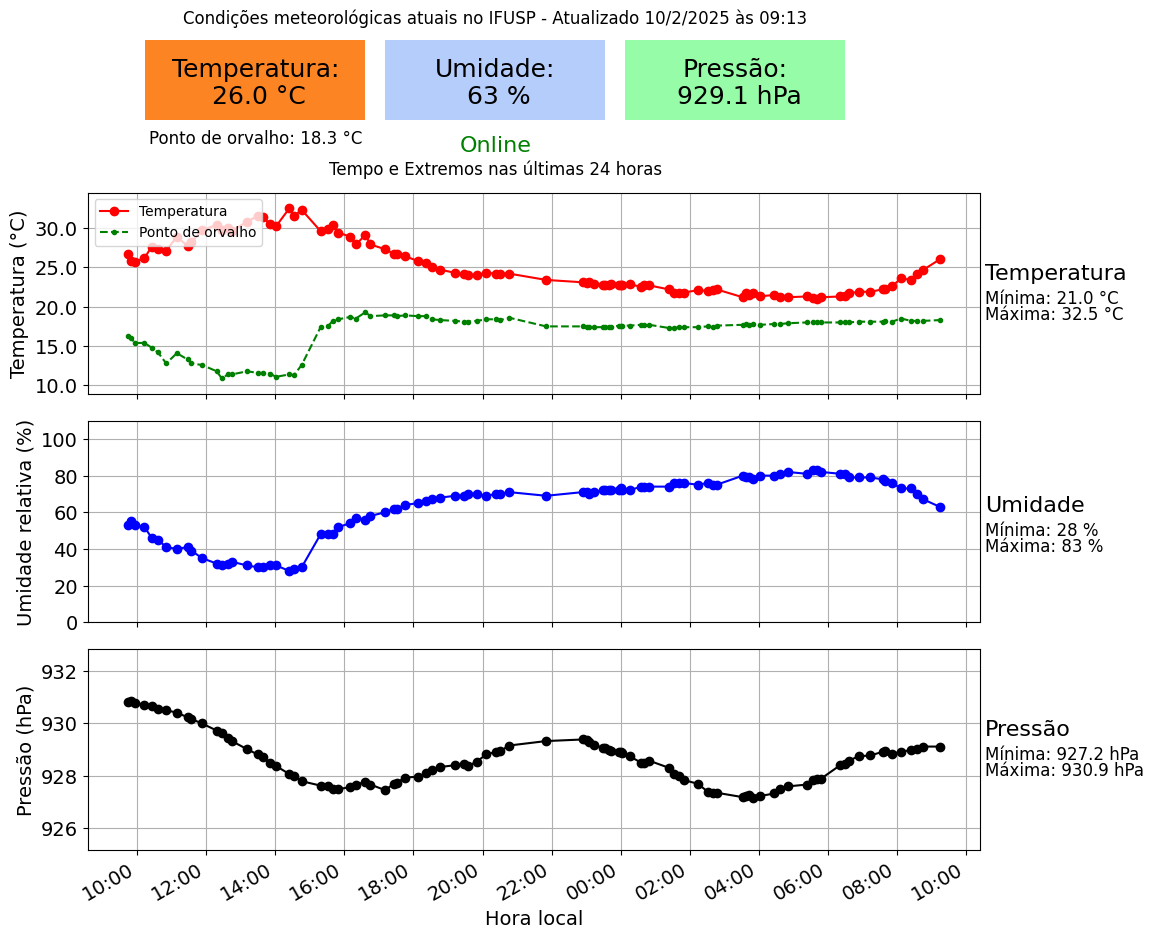 Condições meteorológicas atuais no IFUSP - Atualizado 10/2/2025 às 09:13
Temperatura:
26.0 °C
Umidade:
63 %
Pressão:
929.1 hPa
Ponto de orvalho: 18.3 °C
Online
Tempo e Extremos nas últimas 24 horas
Temperatura (°C)
30.0
25.0
20.0
15.0
10.0
Temperatura
Ponto de orvalho
Temperatura
Mínima: 21.0 °C
Máxima: 32.5 °C
Umidade relativa (%)
100
80
60
40
20
0
Umidade
Mínima: 28 %
Máxima: 83 %
Pressão (hPa)
932
930
928
926
Pressão
Mínima: 927.2 hPa
Máxima: 930.9 hPa
10:00
12:00
14:00
16:00
18:00
20:00
22:00
00:00
02:00
04:00
06:00
08:00
10:00
Hora local